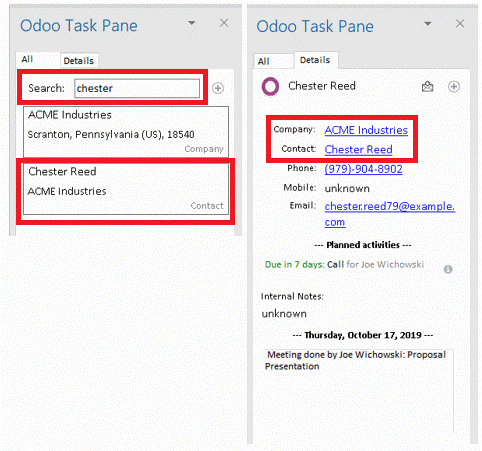 Odoo Task Pane
All Details
Search: chester
ACME Industries
Scranton, Pennsylvania (US), 18540
Company
Chester Reed
ACME Industries
Contact
Odoo Task Pane
All Details
Chester Reed
Company: ACME Industries
Contact: Chester Reed
Phone: (979)-904-8902
Mobile: unknown
Email: chester.reed79@example.
com
--- Planned activities ---
Due in 7 days: Call for Joe Wichowski
Internal Notes:
unknown
--- Thursday, October 17, 2019 ---
Meeting done by Joe Wichowski: Proposal
Presentation